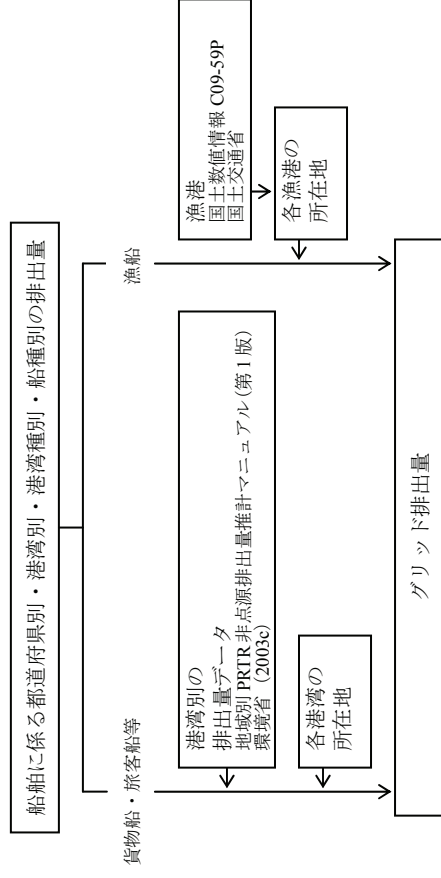 船舶に係る都道府県別・港湾別・港湾種別・船種別の排出量
貨物船・旅客船等
漁船
港湾別の
排出量データ
地域別 PRTR 非点源排出量推計マニュアル(第 1 版)
環境省 (2003c)
各港湾の
所在地
漁港
国土数値情報 C09-59P
国土交通省
各漁港の
所在地
グリッド排出量